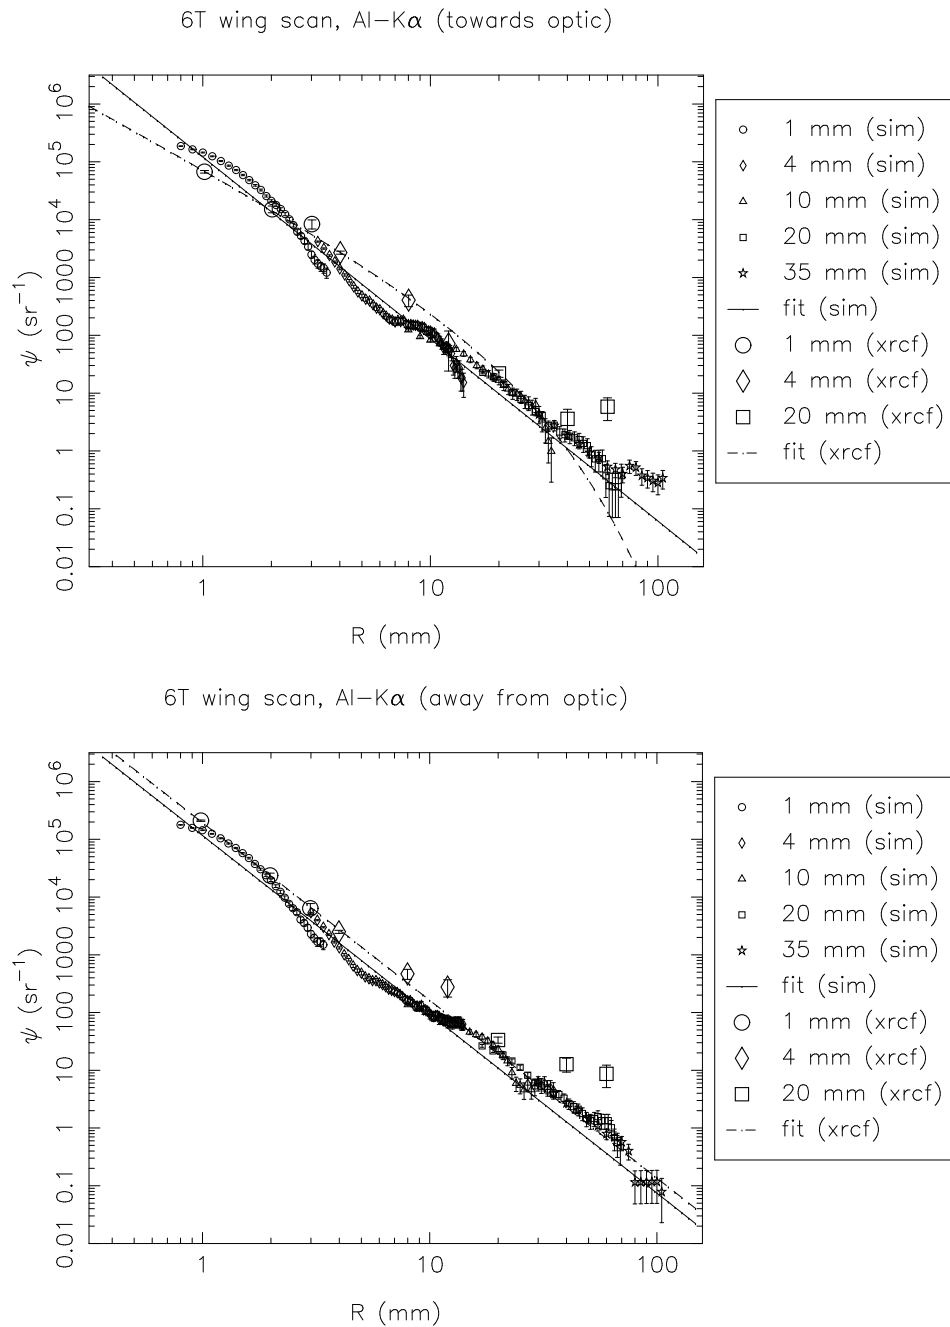 6T wing scan, Al−Kα (towards optic)
ψ (sr⁻¹)
10⁶
10⁵
10⁴
1000
100
10
1
0.1
0.01
1 10 100
R (mm)
1 mm (sim)
4 mm (sim)
10 mm (sim)
20 mm (sim)
35 mm (sim)
fit (sim)
1 mm (xrcf)
4 mm (xrcf)
20 mm (xrcf)
fit (xrcf)
6T wing scan, Al−Kα (away from optic)
ψ (sr⁻¹)
10⁶
10⁵
10⁴
1000
100
10
1
0.1
0.01
1 10 100
R (mm)
1 mm (sim)
4 mm (sim)
10 mm (sim)
20 mm (sim)
35 mm (sim)
fit (sim)
1 mm (xrcf)
4 mm (xrcf)
20 mm (xrcf)
fit (xrcf)